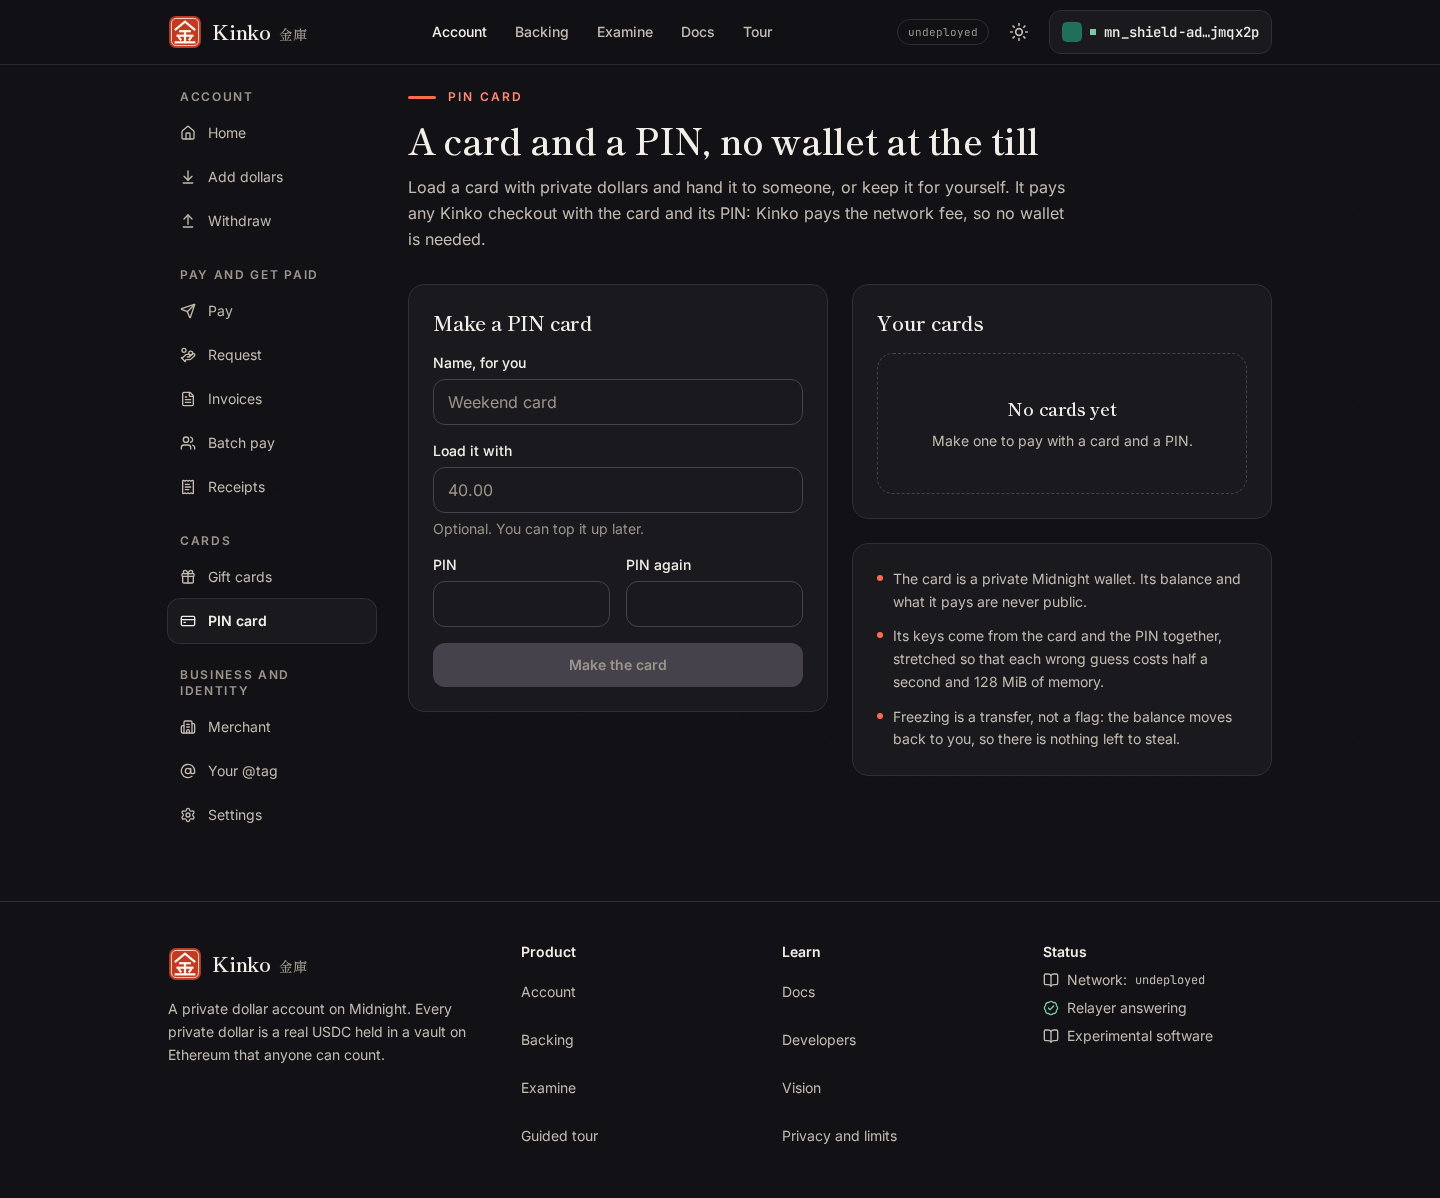 金 Kinko 金庫
Account
Backing
Examine
Docs
Tour
undeployed
mn_shield-ad…jmqx2p
ACCOUNT
Home
Add dollars
Withdraw
PAY AND GET PAID
Pay
Request
Invoices
Batch pay
Receipts
CARDS
Gift cards
PIN card
BUSINESS AND
IDENTITY
Merchant
Your @tag
Settings
PIN CARD
A card and a PIN, no wallet at the till
Load a card with private dollars and hand it to someone, or keep it for yourself. It pays
any Kinko checkout with the card and its PIN: Kinko pays the network fee, so no wallet
is needed.
Make a PIN card
Name, for you
Weekend card
Load it with
40.00
Optional. You can top it up later.
PIN
PIN again
Make the card
Your cards
No cards yet
Make one to pay with a card and a PIN.
The card is a private Midnight wallet. Its balance and
what it pays are never public.
Its keys come from the card and the PIN together,
stretched so that each wrong guess costs half a
second and 128 MiB of memory.
Freezing is a transfer, not a flag: the balance moves
back to you, so there is nothing left to steal.
金 Kinko 金庫
A private dollar account on Midnight. Every
private dollar is a real USDC held in a vault on
Ethereum that anyone can count.
Product
Account
Backing
Examine
Guided tour
Learn
Docs
Developers
Vision
Privacy and limits
Status
Network: undeployed
Relayer answering
Experimental software